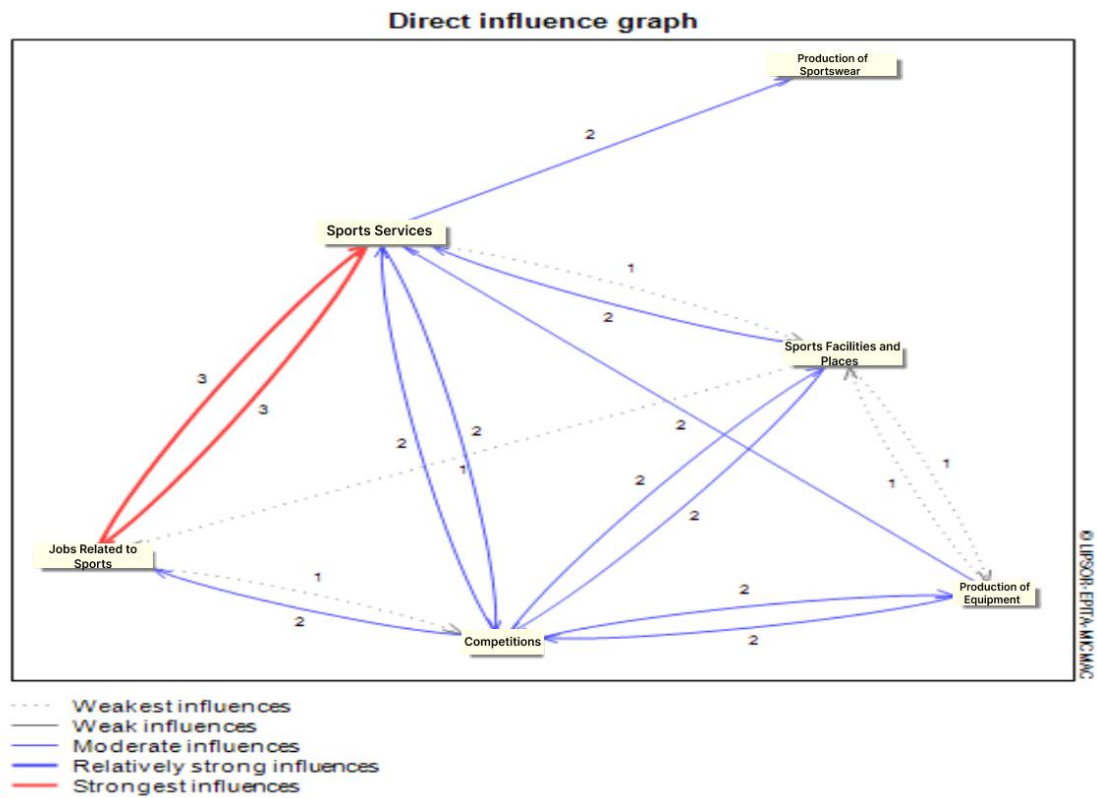 Direct influence graph
Production of
Sportswear
2
Sports Services
1
2
Sports Facilities and
Places
3
3
2
2
2
1
1
1
2
2
Jobs Related to
Sports
1
2
2
2
Production of
Equipment
Competitions
© LIPSOR-EPITA-MICMAC
Weakest influences
Weak influences
Moderate influences
Relatively strong influences
Strongest influences